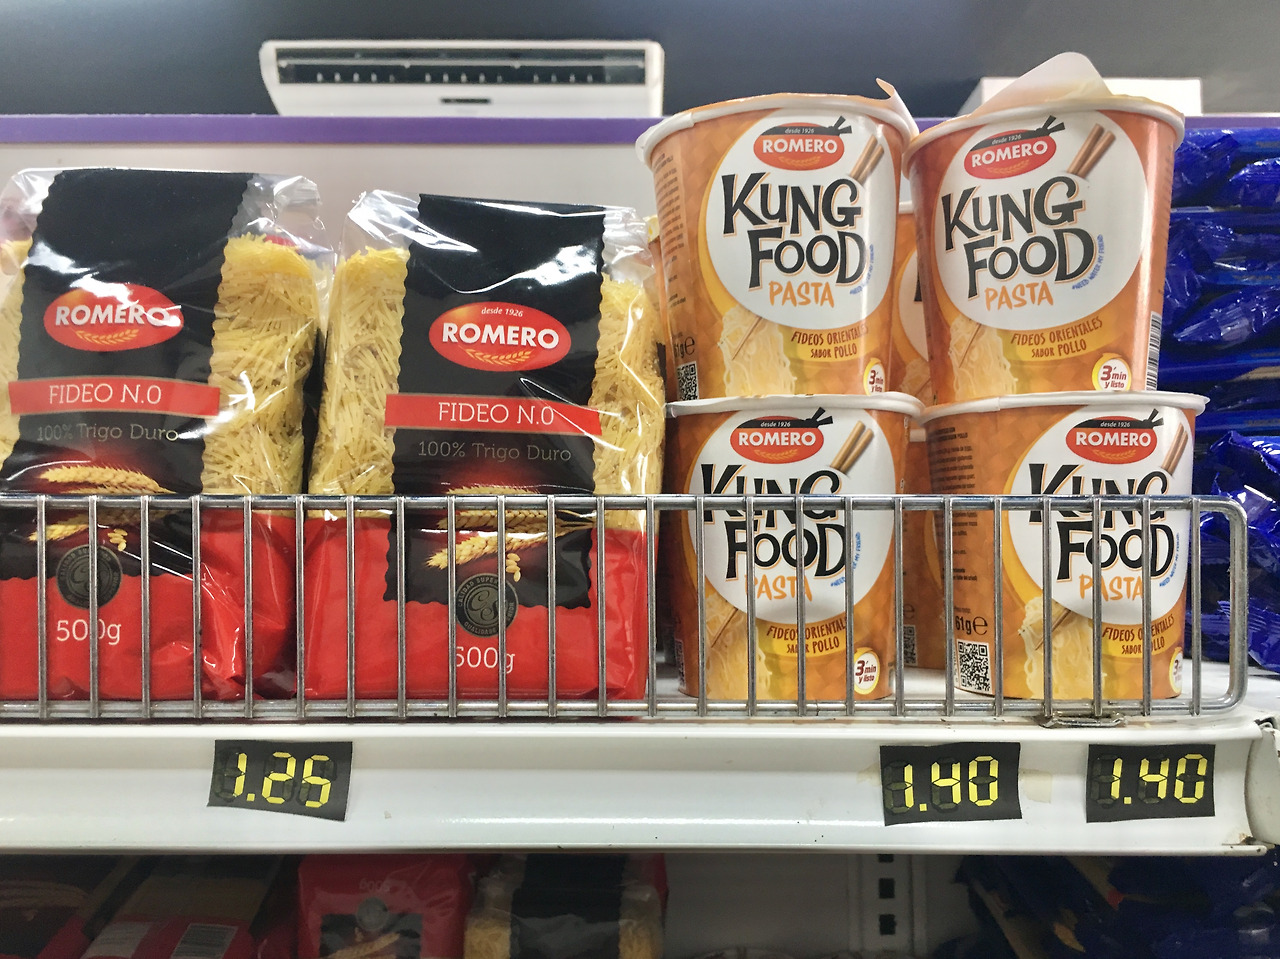 ROMERO
FIDEO N.0
100% Trigo Duro
500g
desde 1926
ROMERO
FIDEO N.0
100% Trigo Duro
500g
desde 1926
ROMERO
KUNG
FOOD
PASTA
FIDEOS ORIENTALES
SABOR POLLO
3 min
y listo
desde 1926
ROMERO
KUNG
FOOD
PASTA
FIDEOS ORIENTALES
SABOR POLLO
3 min
y listo
desde 1926
ROMERO
KUNG
FOOD
PASTA
FIDEOS ORIENTALES
SABOR POLLO
3 min
y listo
desde 1926
ROMERO
KUNG
FOOD
PASTA
61g e
FIDEOS ORIENTALES
SABOR POLLO
3
1.25
1.40
1.40